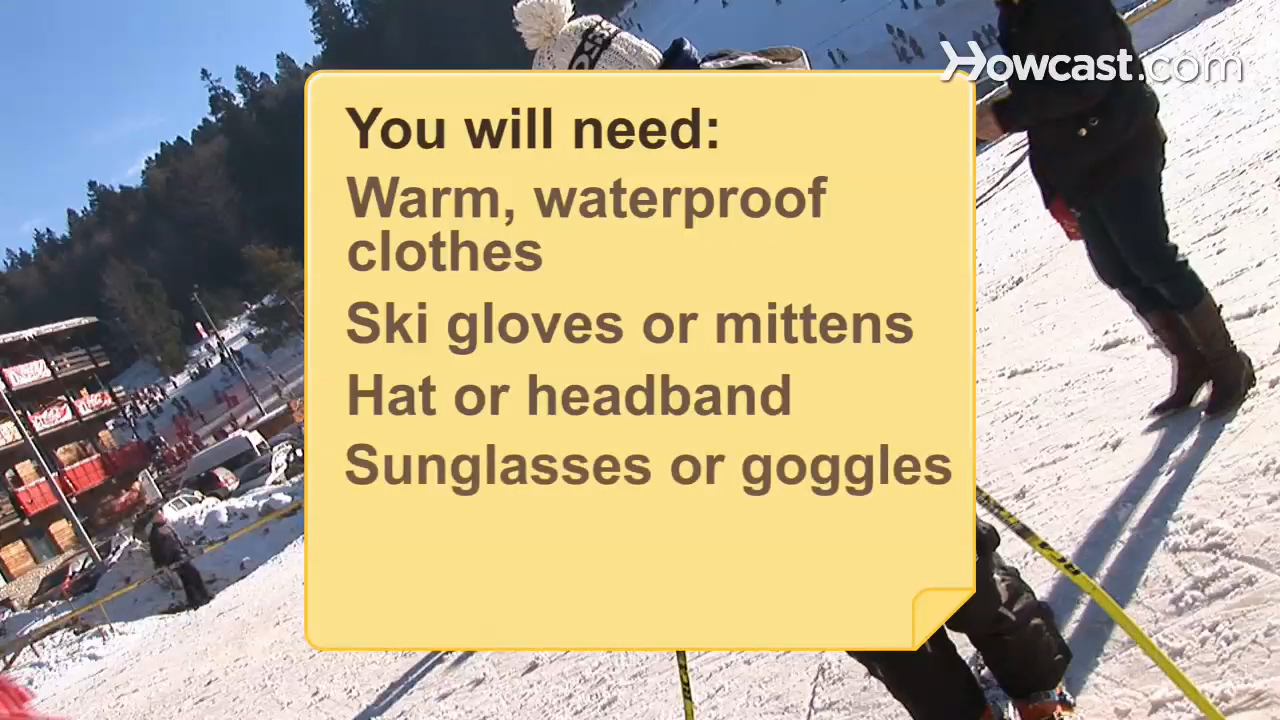 Howcast.com
You will need:
Warm, waterproof
clothes
Ski gloves or mittens
Hat or headband
Sunglasses or goggles